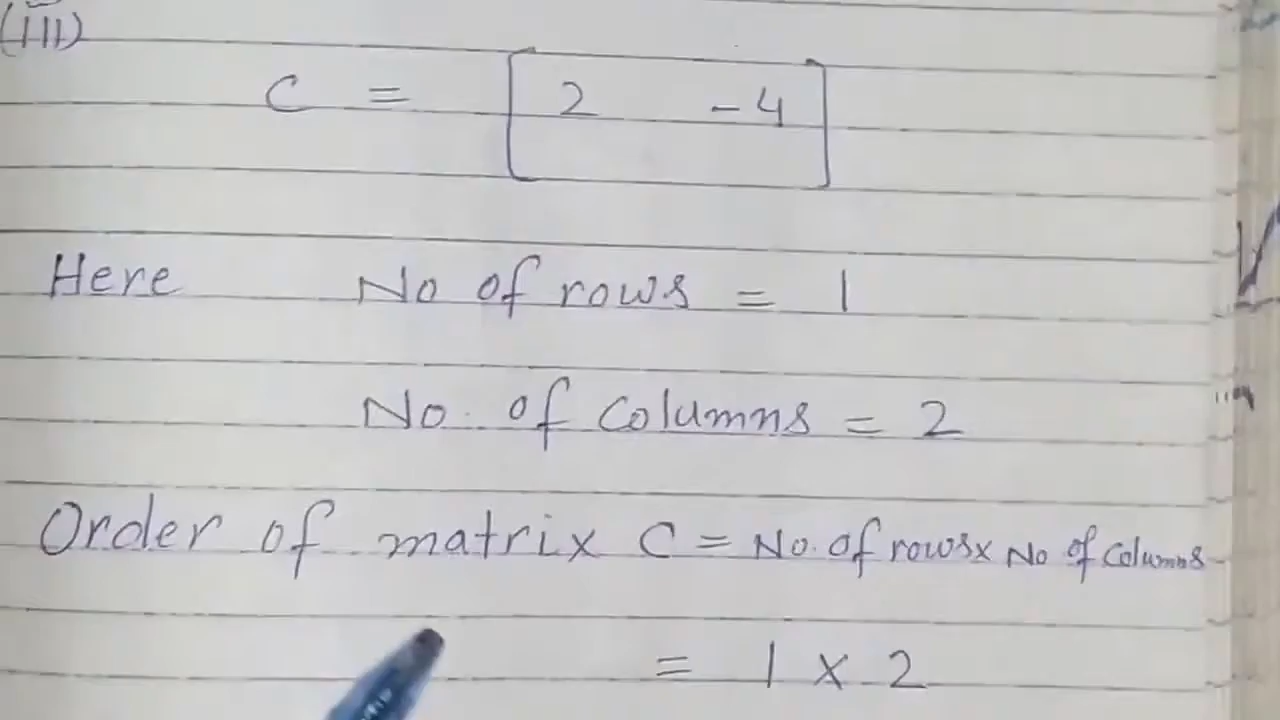 (iii)
C = [ 2 -4 ]
Here No of rows = 1
No. of Columns = 2
Order of matrix C = No. of rows x No of Columns
= 1 x 2